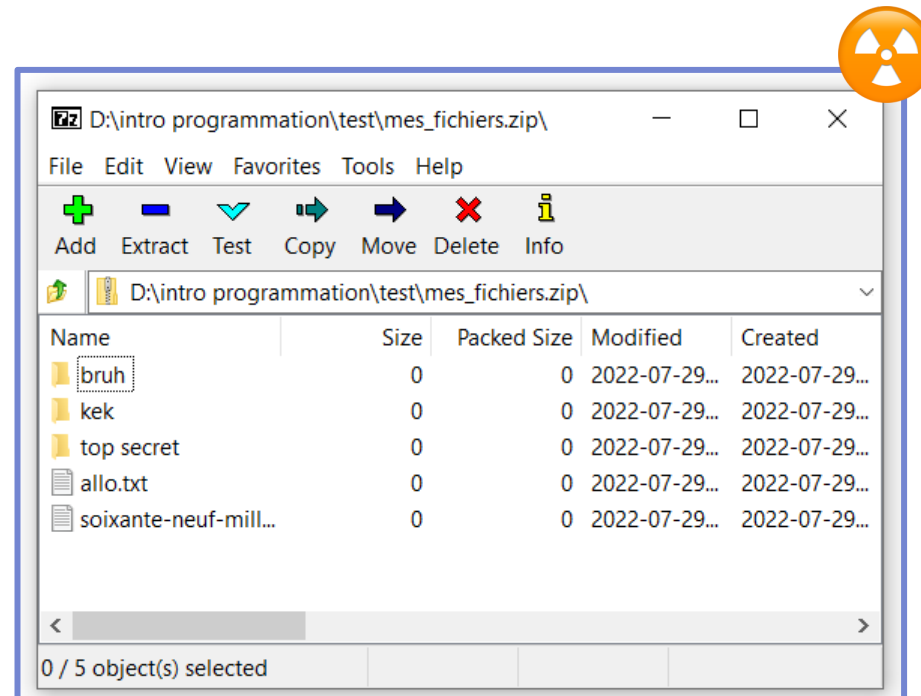 7z D:\intro programmation\test\mes_fichiers.zip\
File Edit View Favorites Tools Help
Add Extract Test Copy Move Delete Info
D:\intro programmation\test\mes_fichiers.zip\
Name Size Packed Size Modified Created
bruh 0 0 2022-07-29... 2022-07-29...
kek 0 0 2022-07-29... 2022-07-29...
top secret 0 0 2022-07-29... 2022-07-29...
allo.txt 0 0 2022-07-29... 2022-07-29...
soixante-neuf-mill... 0 0 2022-07-29... 2022-07-29...
0 / 5 object(s) selected